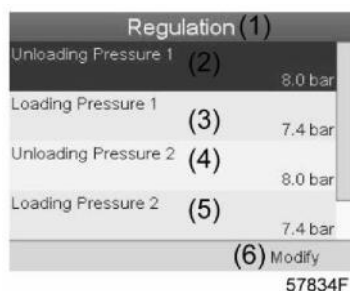 Regulation (1)
Unloading Pressure 1
(2)
8.0 bar
Loading Pressure 1
(3)
7.4 bar
Unloading Pressure 2
(4)
8.0 bar
Loading Pressure 2
(5)
7.4 bar
(6) Modify
57834F